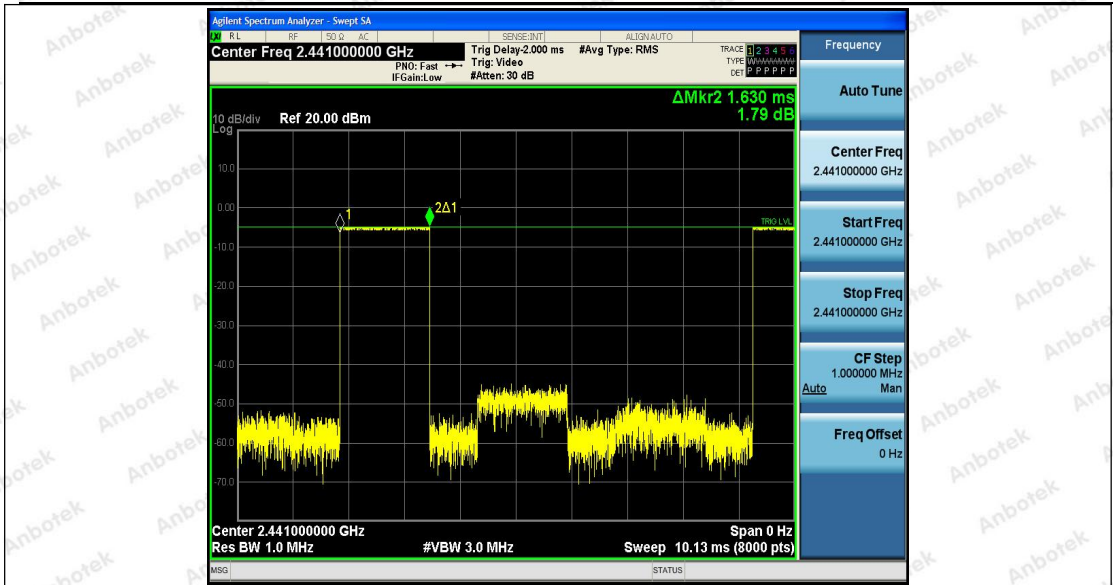 Agilent Spectrum Analyzer - Swept SA
RL RF 50 Ω AC SENSE:INT ALIGN AUTO
Center Freq 2.441000000 GHz
PNO: Fast
IFGain:Low
Trig Delay-2.000 ms
Trig: Video
#Atten: 30 dB
#Avg Type: RMS
TRACE 1 2 3 4 5 6
TYPE
DET P P P P P P
ΔMkr2 1.630 ms
1.79 dB
10 dB/div Ref 20.00 dBm
Log
10.0
0.00
-10.0
-20.0
-30.0
-40.0
-50.0
-60.0
-70.0
1
2Δ1
TRIG LVL
Center 2.441000000 GHz
Span 0 Hz
Res BW 1.0 MHz
#VBW 3.0 MHz
Sweep 10.13 ms (8000 pts)
MSG
STATUS
Frequency
Auto Tune
Center Freq
2.441000000 GHz
Start Freq
2.441000000 GHz
Stop Freq
2.441000000 GHz
CF Step
1.000000 MHz
Auto Man
Freq Offset
0 Hz
Anbotek